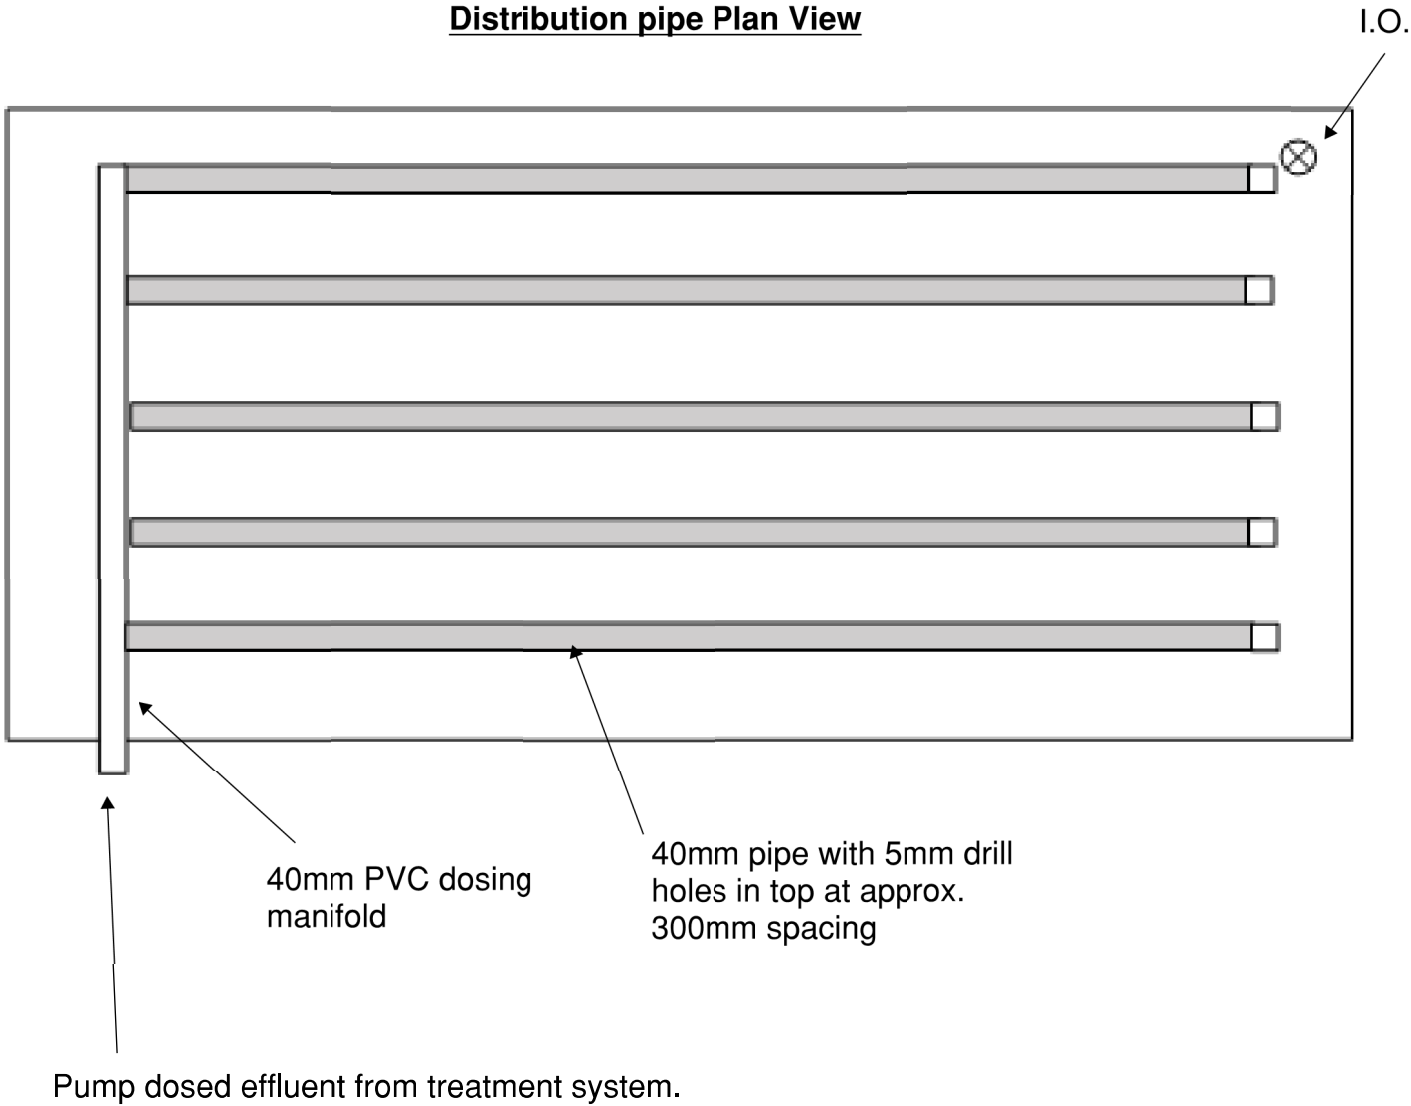 Distribution pipe Plan View
I.O.
40mm PVC dosing
manifold
40mm pipe with 5mm drill
holes in top at approx.
300mm spacing
Pump dosed effluent from treatment system.